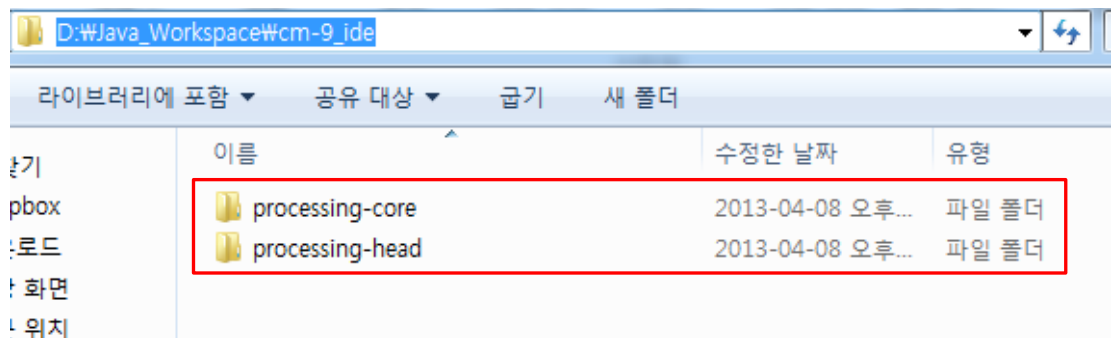 D:₩Java_Workspace₩cm-9_ide
라이브러리에 포함 ▼ 공유 대상 ▼ 굽기 새 폴더
이름 수정한 날짜 유형
processing-core 2013-04-08 오후... 파일 폴더
processing-head 2013-04-08 오후... 파일 폴더
pbox
로드
화면
위치